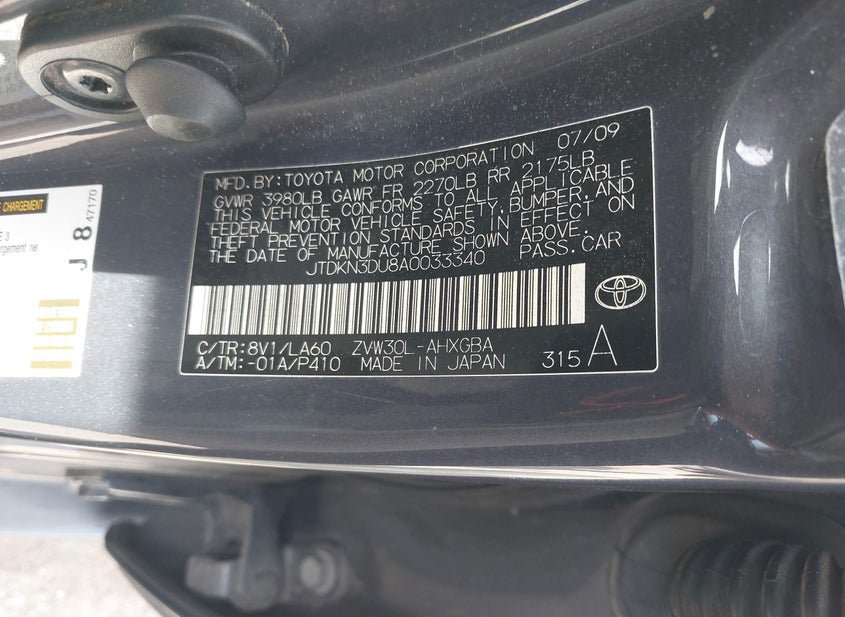 MFD. BY: TOYOTA MOTOR CORPORATION 07/09
GVWR 3980LB GAWR FR 2270LB RR 2175LB
THIS VEHICLE CONFORMS TO ALL APPLICABLE
FEDERAL MOTOR VEHICLE SAFETY, BUMPER, AND
THEFT PREVENTION STANDARDS IN EFFECT ON
THE DATE OF MANUFACTURE SHOWN ABOVE.
JTDKN3DU8A0033340 PASS. CAR
C/TR: 8V1/LA60 ZVW30L-AHXGBA
A/TM: -01A/P410 MADE IN JAPAN 315 A
CHARGEMENT
J 8 47170
ne